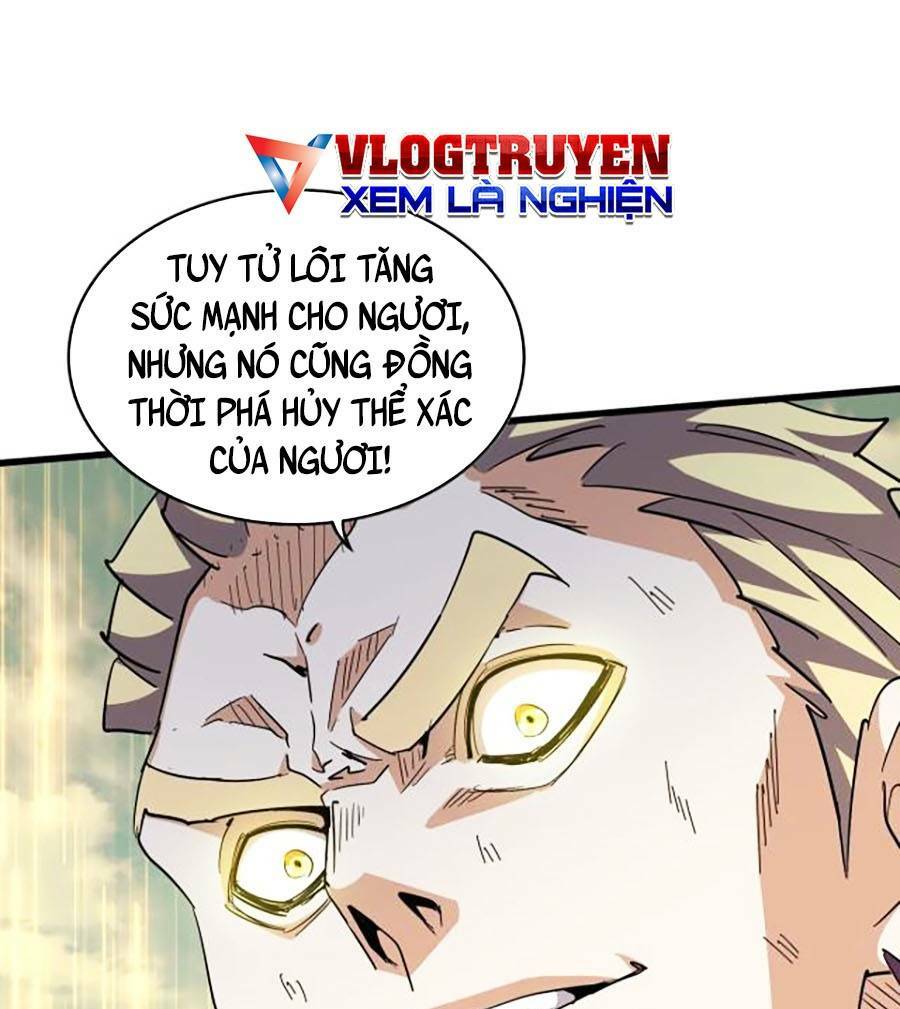 VLOGTRUYEN
XEM LÀ NGHIỆN
TUY TỬ LÔI TĂNG
SỨC MẠNH CHO NGƯƠI,
NHƯNG NÓ CŨNG ĐỒNG
THỜI PHÁ HỦY THỂ XÁC
CỦA NGƯƠI!